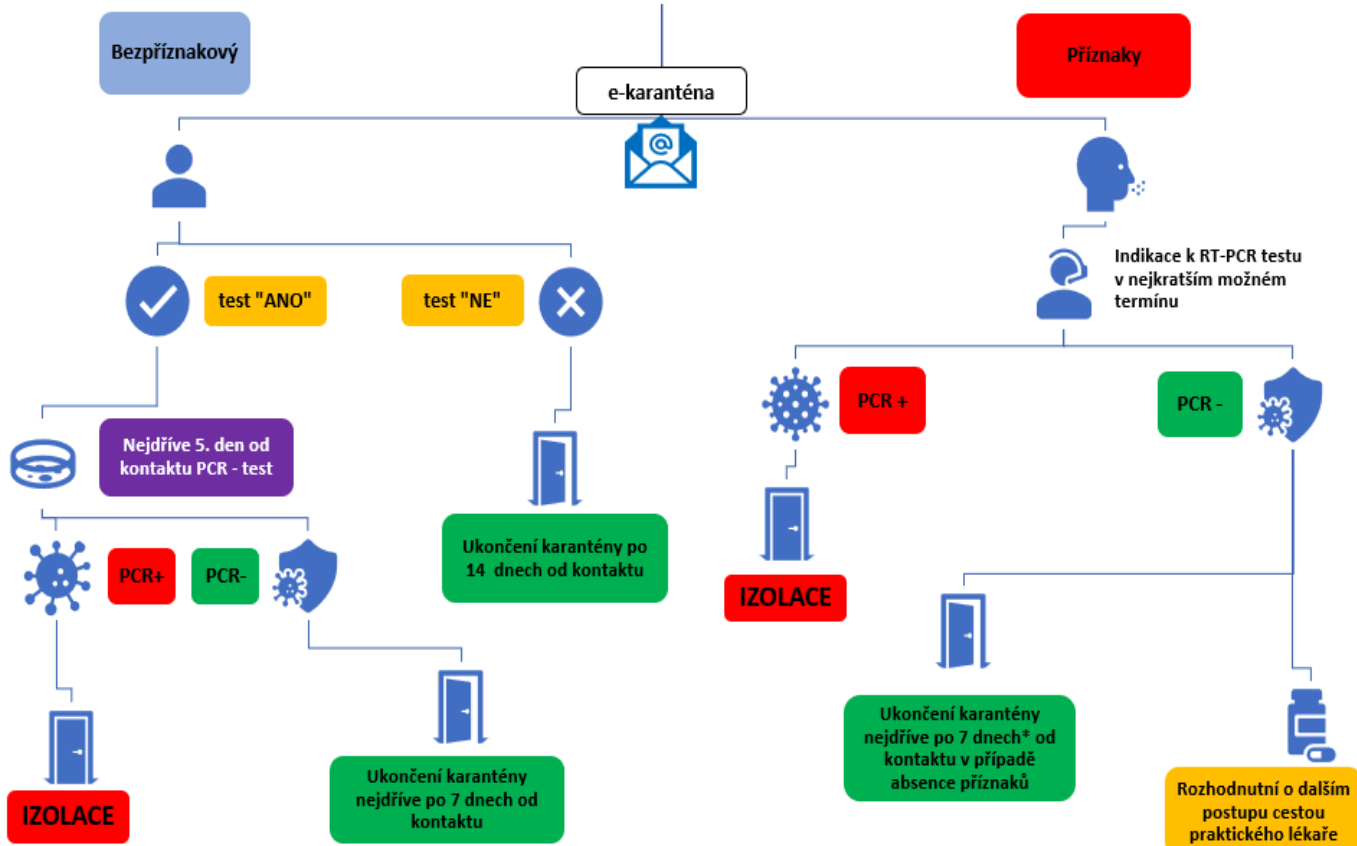 Bezpříznakový
e-karanténa
@
Příznaky
test "ANO"
test "NE"
Indikace k RT-PCR testu
v nejkratším možném
termínu
PCR +
PCR -
Nejdříve 5. den od
kontaktu PCR - test
Ukončení karantény po
14 dnech od kontaktu
PCR+
PCR-
IZOLACE
Ukončení karantény
nejdříve po 7 dnech* od
kontaktu v případě
absence příznaků
Ukončení karantény
nejdříve po 7 dnech od
kontaktu
IZOLACE
Rozhodnutní o dalším
postupu cestou
praktického lékaře